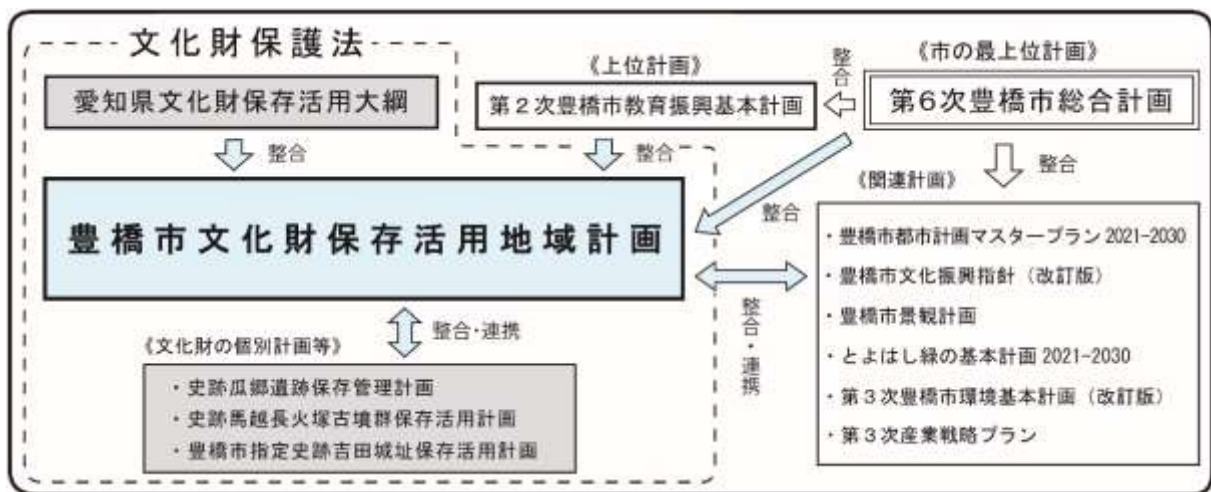 文化財保護法
愛知県文化財保存活用大綱
整合
《上位計画》
第2次豊橋市教育振興基本計画
整合
《市の最上位計画》
第6次豊橋市総合計画
整合
整合
整合
豊橋市文化財保存活用地域計画
整合・連携
整合・連携
《文化財の個別計画等》
・史跡瓜郷遺跡保存管理計画
・史跡馬越長火塚古墳群保存活用計画
・豊橋市指定史跡吉田城址保存活用計画
《関連計画》
・豊橋市都市計画マスタープラン2021-2030
・豊橋市文化振興指針（改訂版）
・豊橋市景観計画
・とよはし緑の基本計画2021-2030
・第3次豊橋市環境基本計画（改訂版）
・第3次産業戦略プラン